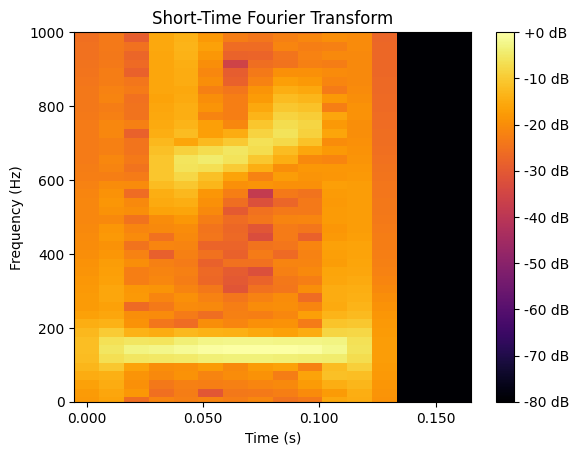 Short-Time Fourier Transform
1000
800
600
400
200
0
Frequency (Hz)
0.000
0.050
0.100
0.150
Time (s)
+0 dB
-10 dB
-20 dB
-30 dB
-40 dB
-50 dB
-60 dB
-70 dB
-80 dB